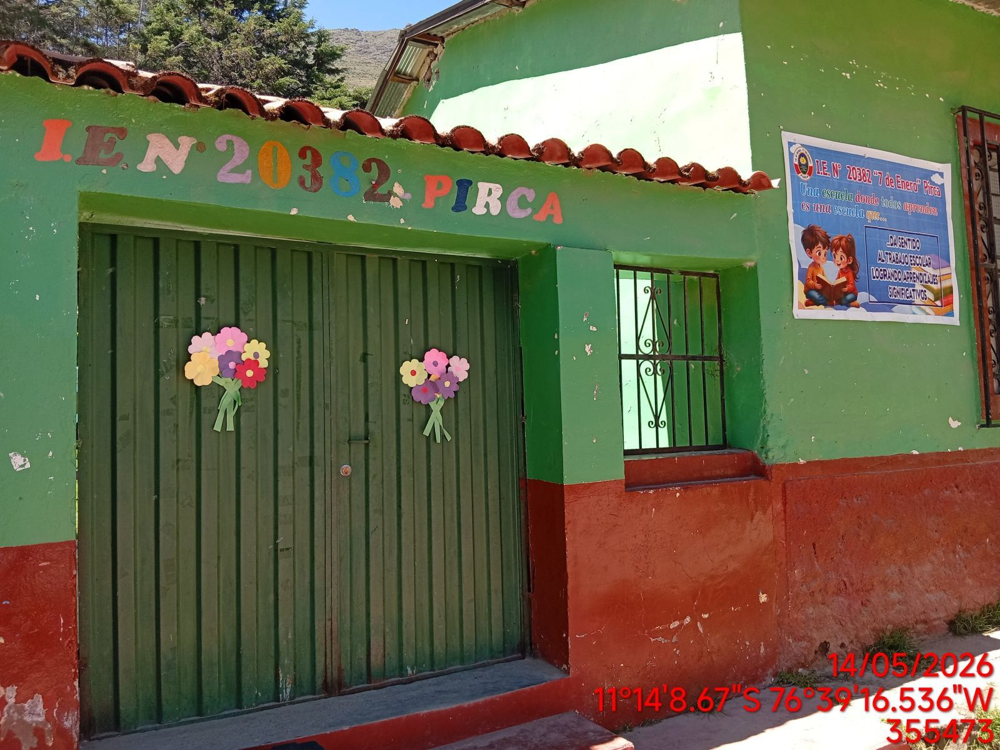 I.E. N° 20382 PIRCA
I.E. N° 20382 "7 de Enero" Pirca
Una escuela donde todos aprenden
es una escuela que...
...DA SENTIDO
AL TRABAJO ESCOLAR
LOGRANDO APRENDIZAJES
SIGNIFICATIVOS
14/05/2026
11°14'8.67"S 76°39'16.536"W
355473